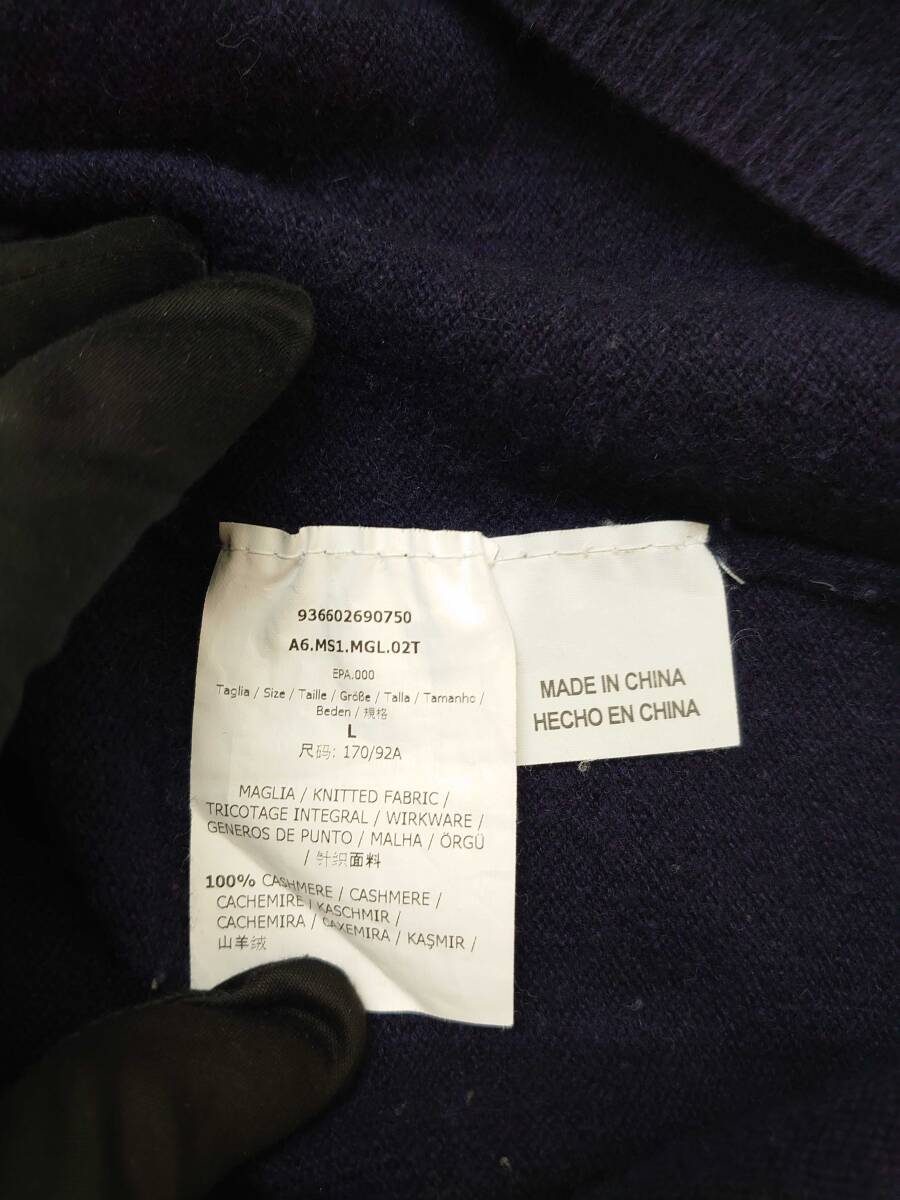 936602690750
A6.MS1.MGL.02T
EPA.000
Taglia / Size / Taille / Größe / Talla / Tamanho /
Beden / 規格
L
尺码: 170/92A
MAGLIA / KNITTED FABRIC /
TRICOTAGE INTEGRAL / WIRKWARE /
GENEROS DE PUNTO / MALHA / ÖRGÜ
/ 针织面料
100% CASHMERE / CASHMERE /
CACHEMIRE / KASCHMIR /
CACHEMIRA / CAXEMIRA / KAŞMIR /
山羊绒
MADE IN CHINA
HECHO EN CHINA